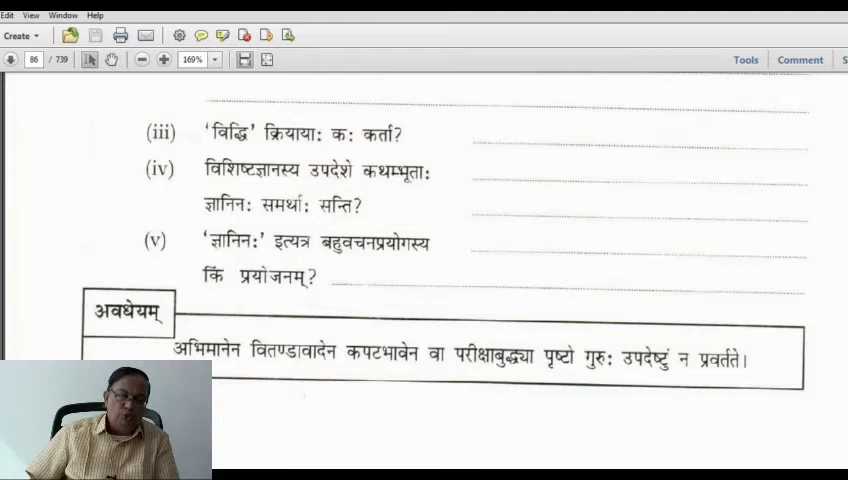 Edit View Window Help
Create
86 / 739 169% Tools Comment S
(iii) 'विद्धि' क्रियायाः कः कर्ता?
(iv) विशिष्टज्ञानस्य उपदेशे कथम्भूताः
ज्ञानिनः समर्थाः सन्ति?
(v) 'ज्ञानिनः' इत्यत्र बहुवचनप्रयोगस्य
किं प्रयोजनम्?
अवधेयम्
अभिमानेन वितण्डावादेन कपटभावेन वा परीक्षाबुद्ध्या पृष्टो गुरुः उपदेष्टुं न प्रवर्तते।